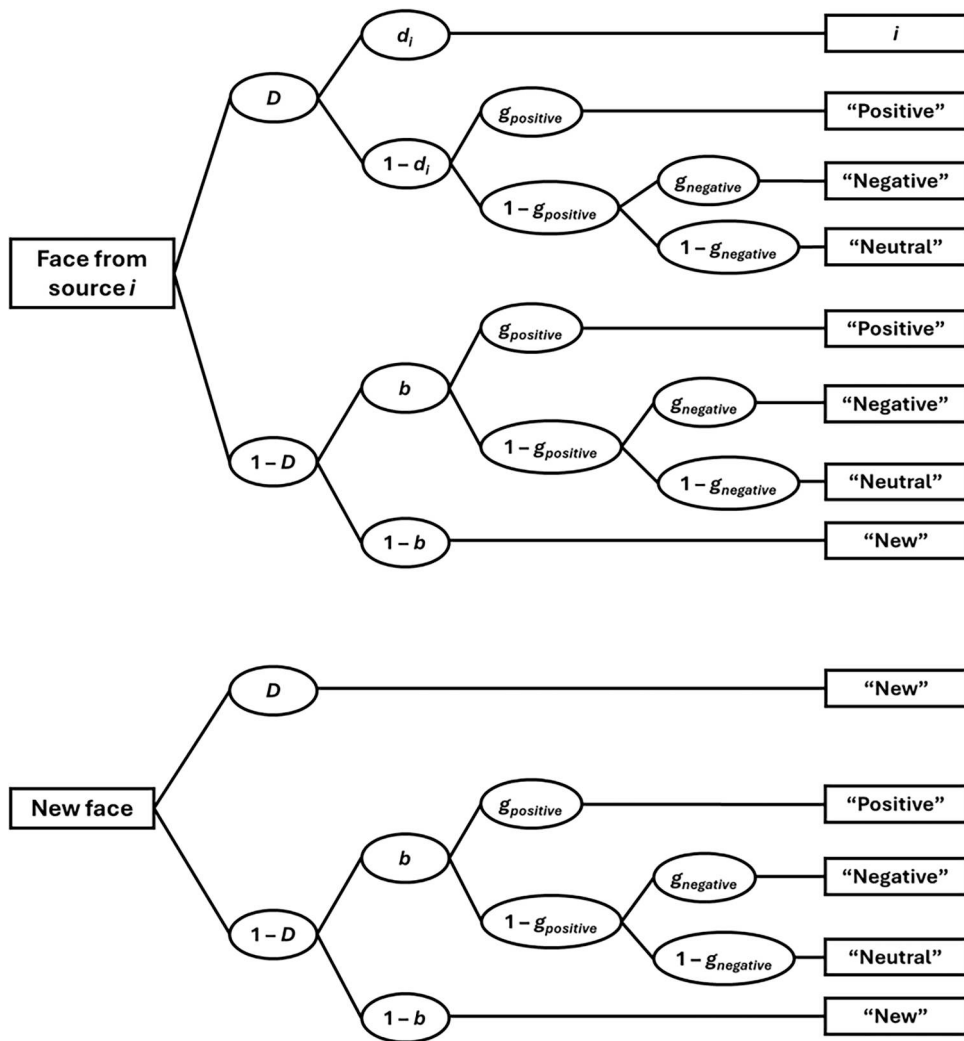 dᵢ
i
D
g_positive
“Positive”
1 – dᵢ
g_negative
“Negative”
1 – g_positive
1 – g_negative
“Neutral”
Face from
source i
g_positive
“Positive”
b
g_negative
“Negative”
1 – g_positive
1 – D
1 – g_negative
“Neutral”
1 – b
“New”
D
“New”
g_positive
“Positive”
New face
b
g_negative
“Negative”
1 – g_positive
1 – D
1 – g_negative
“Neutral”
1 – b
“New”